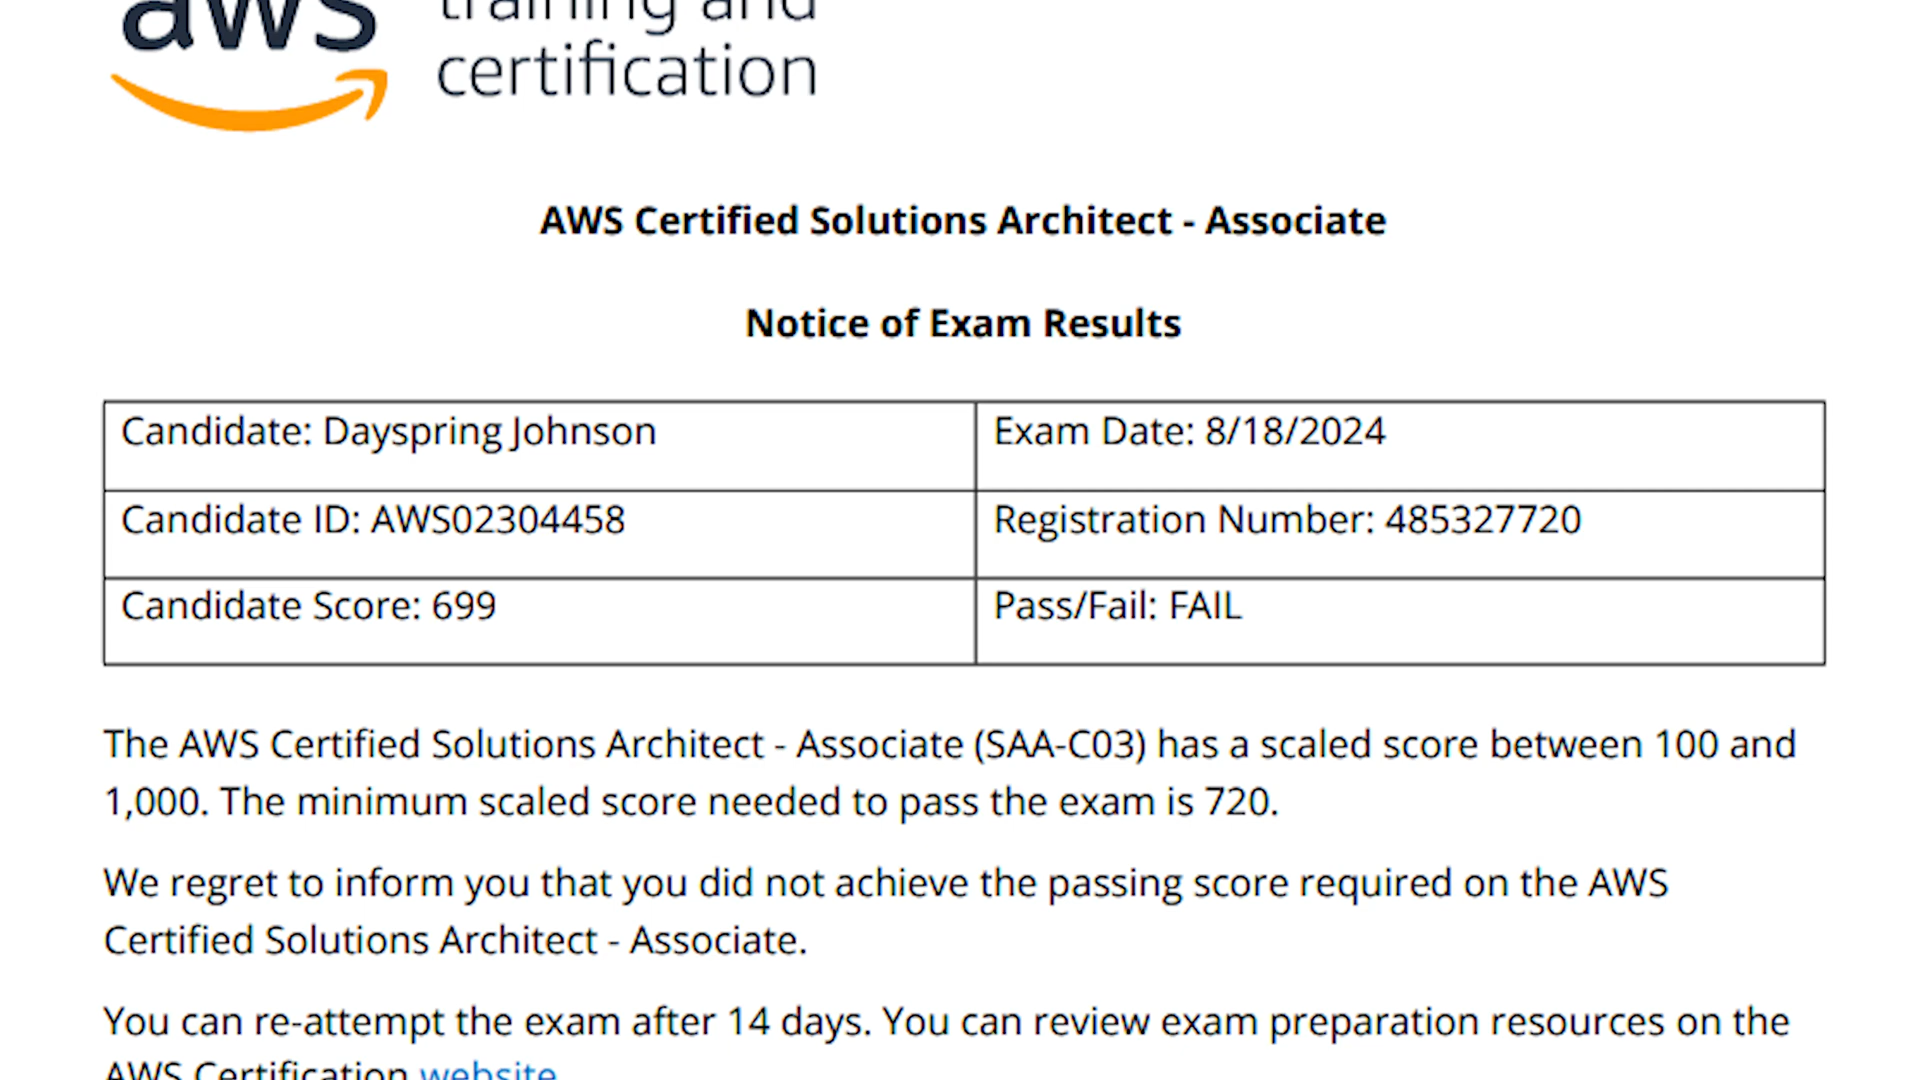 aws training and
certification
AWS Certified Solutions Architect - Associate
Notice of Exam Results
Candidate: Dayspring Johnson
Exam Date: 8/18/2024
Candidate ID: AWS02304458
Registration Number: 485327720
Candidate Score: 699
Pass/Fail: FAIL
The AWS Certified Solutions Architect - Associate (SAA-C03) has a scaled score between 100 and
1,000. The minimum scaled score needed to pass the exam is 720.
We regret to inform you that you did not achieve the passing score required on the AWS
Certified Solutions Architect - Associate.
You can re-attempt the exam after 14 days. You can review exam preparation resources on the
AWS Certification website